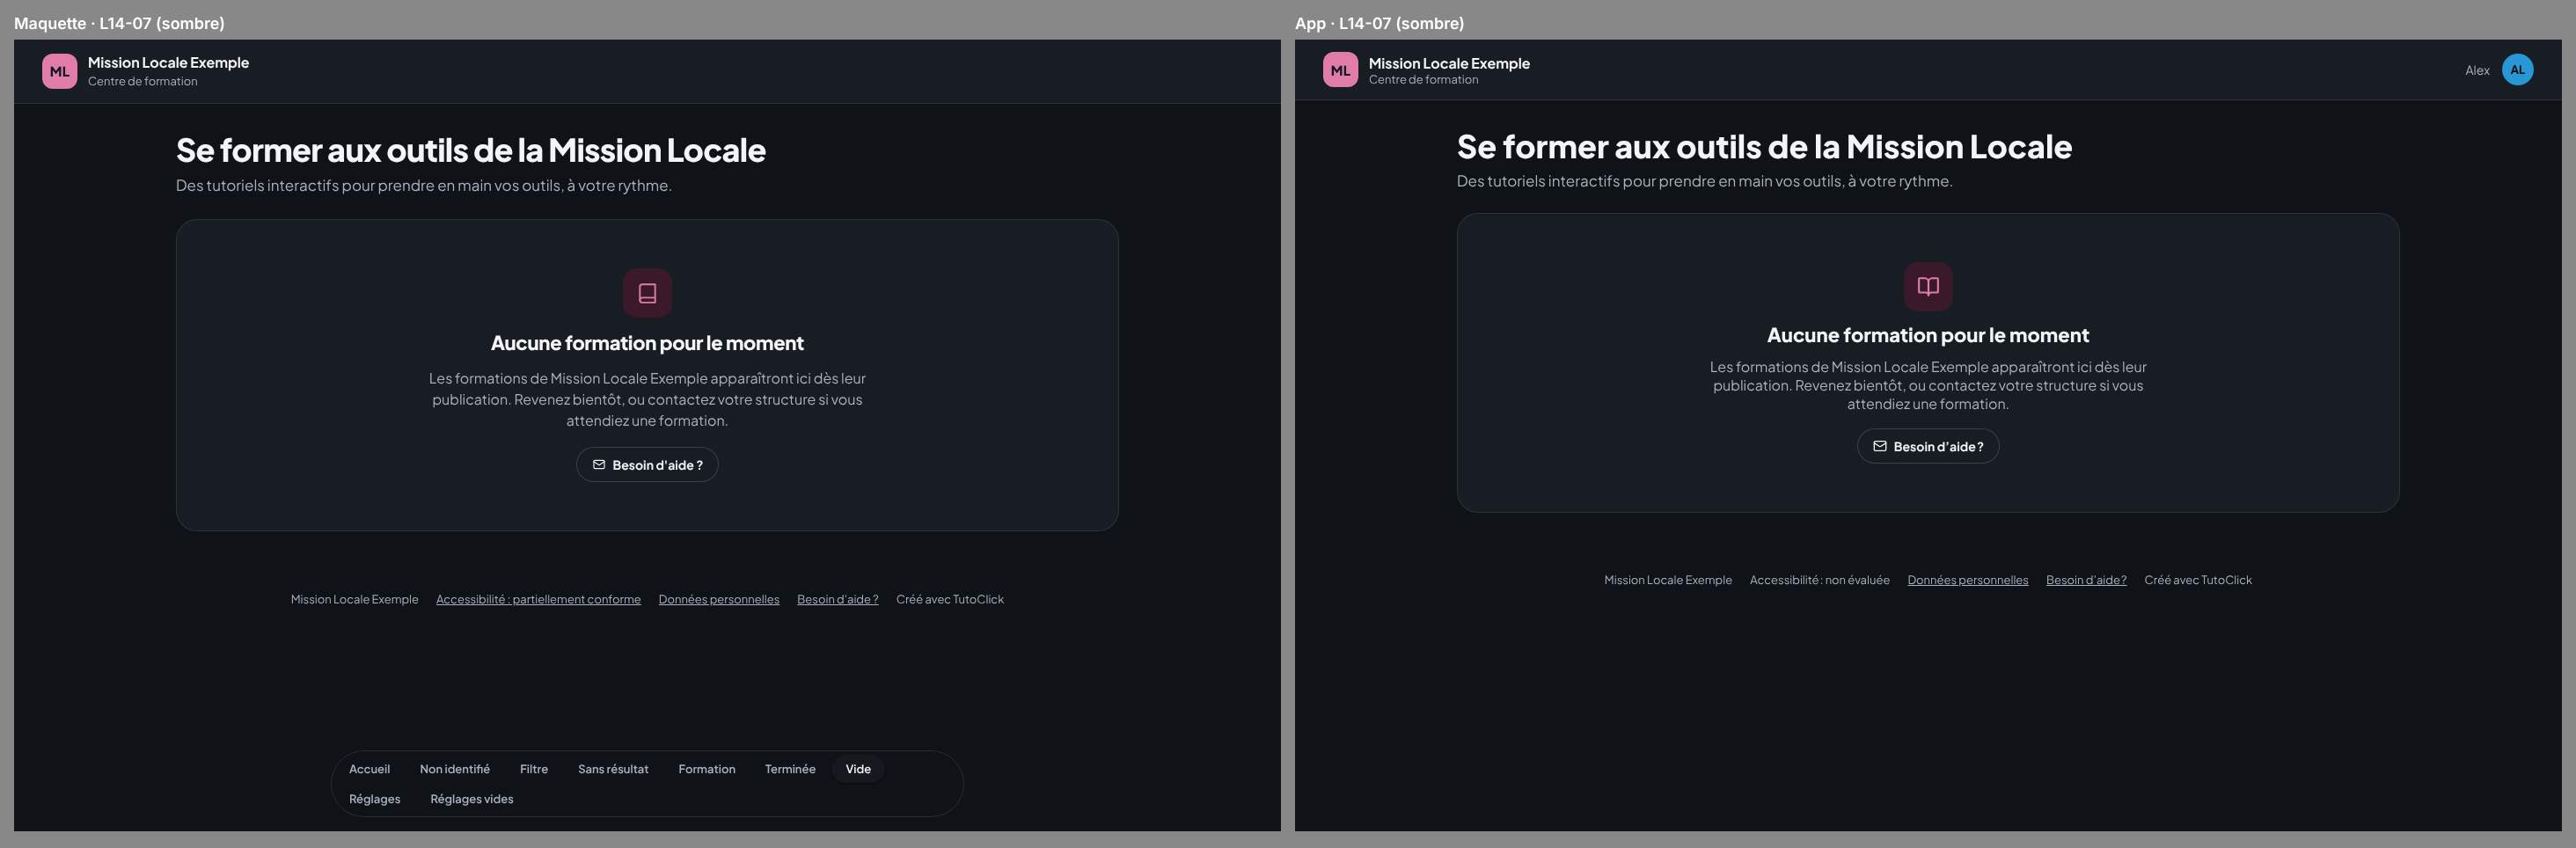 Maquette · L14-07 (sombre)
ML
Mission Locale Exemple
Centre de formation
Se former aux outils de la Mission Locale
Des tutoriels interactifs pour prendre en main vos outils, à votre rythme.
Aucune formation pour le moment
Les formations de Mission Locale Exemple apparaîtront ici dès leur
publication. Revenez bientôt, ou contactez votre structure si vous
attendiez une formation.
Besoin d'aide ?
Mission Locale Exemple Accessibilité : partiellement conforme Données personnelles Besoin d'aide ? Créé avec TutoClick
Accueil Non identifié Filtre Sans résultat Formation Terminée Vide
Réglages Réglages vides
App · L14-07 (sombre)
ML
Mission Locale Exemple
Centre de formation
Alex AL
Se former aux outils de la Mission Locale
Des tutoriels interactifs pour prendre en main vos outils, à votre rythme.
Aucune formation pour le moment
Les formations de Mission Locale Exemple apparaîtront ici dès leur
publication. Revenez bientôt, ou contactez votre structure si vous
attendiez une formation.
Besoin d’aide ?
Mission Locale Exemple Accessibilité : non évaluée Données personnelles Besoin d’aide ? Créé avec TutoClick